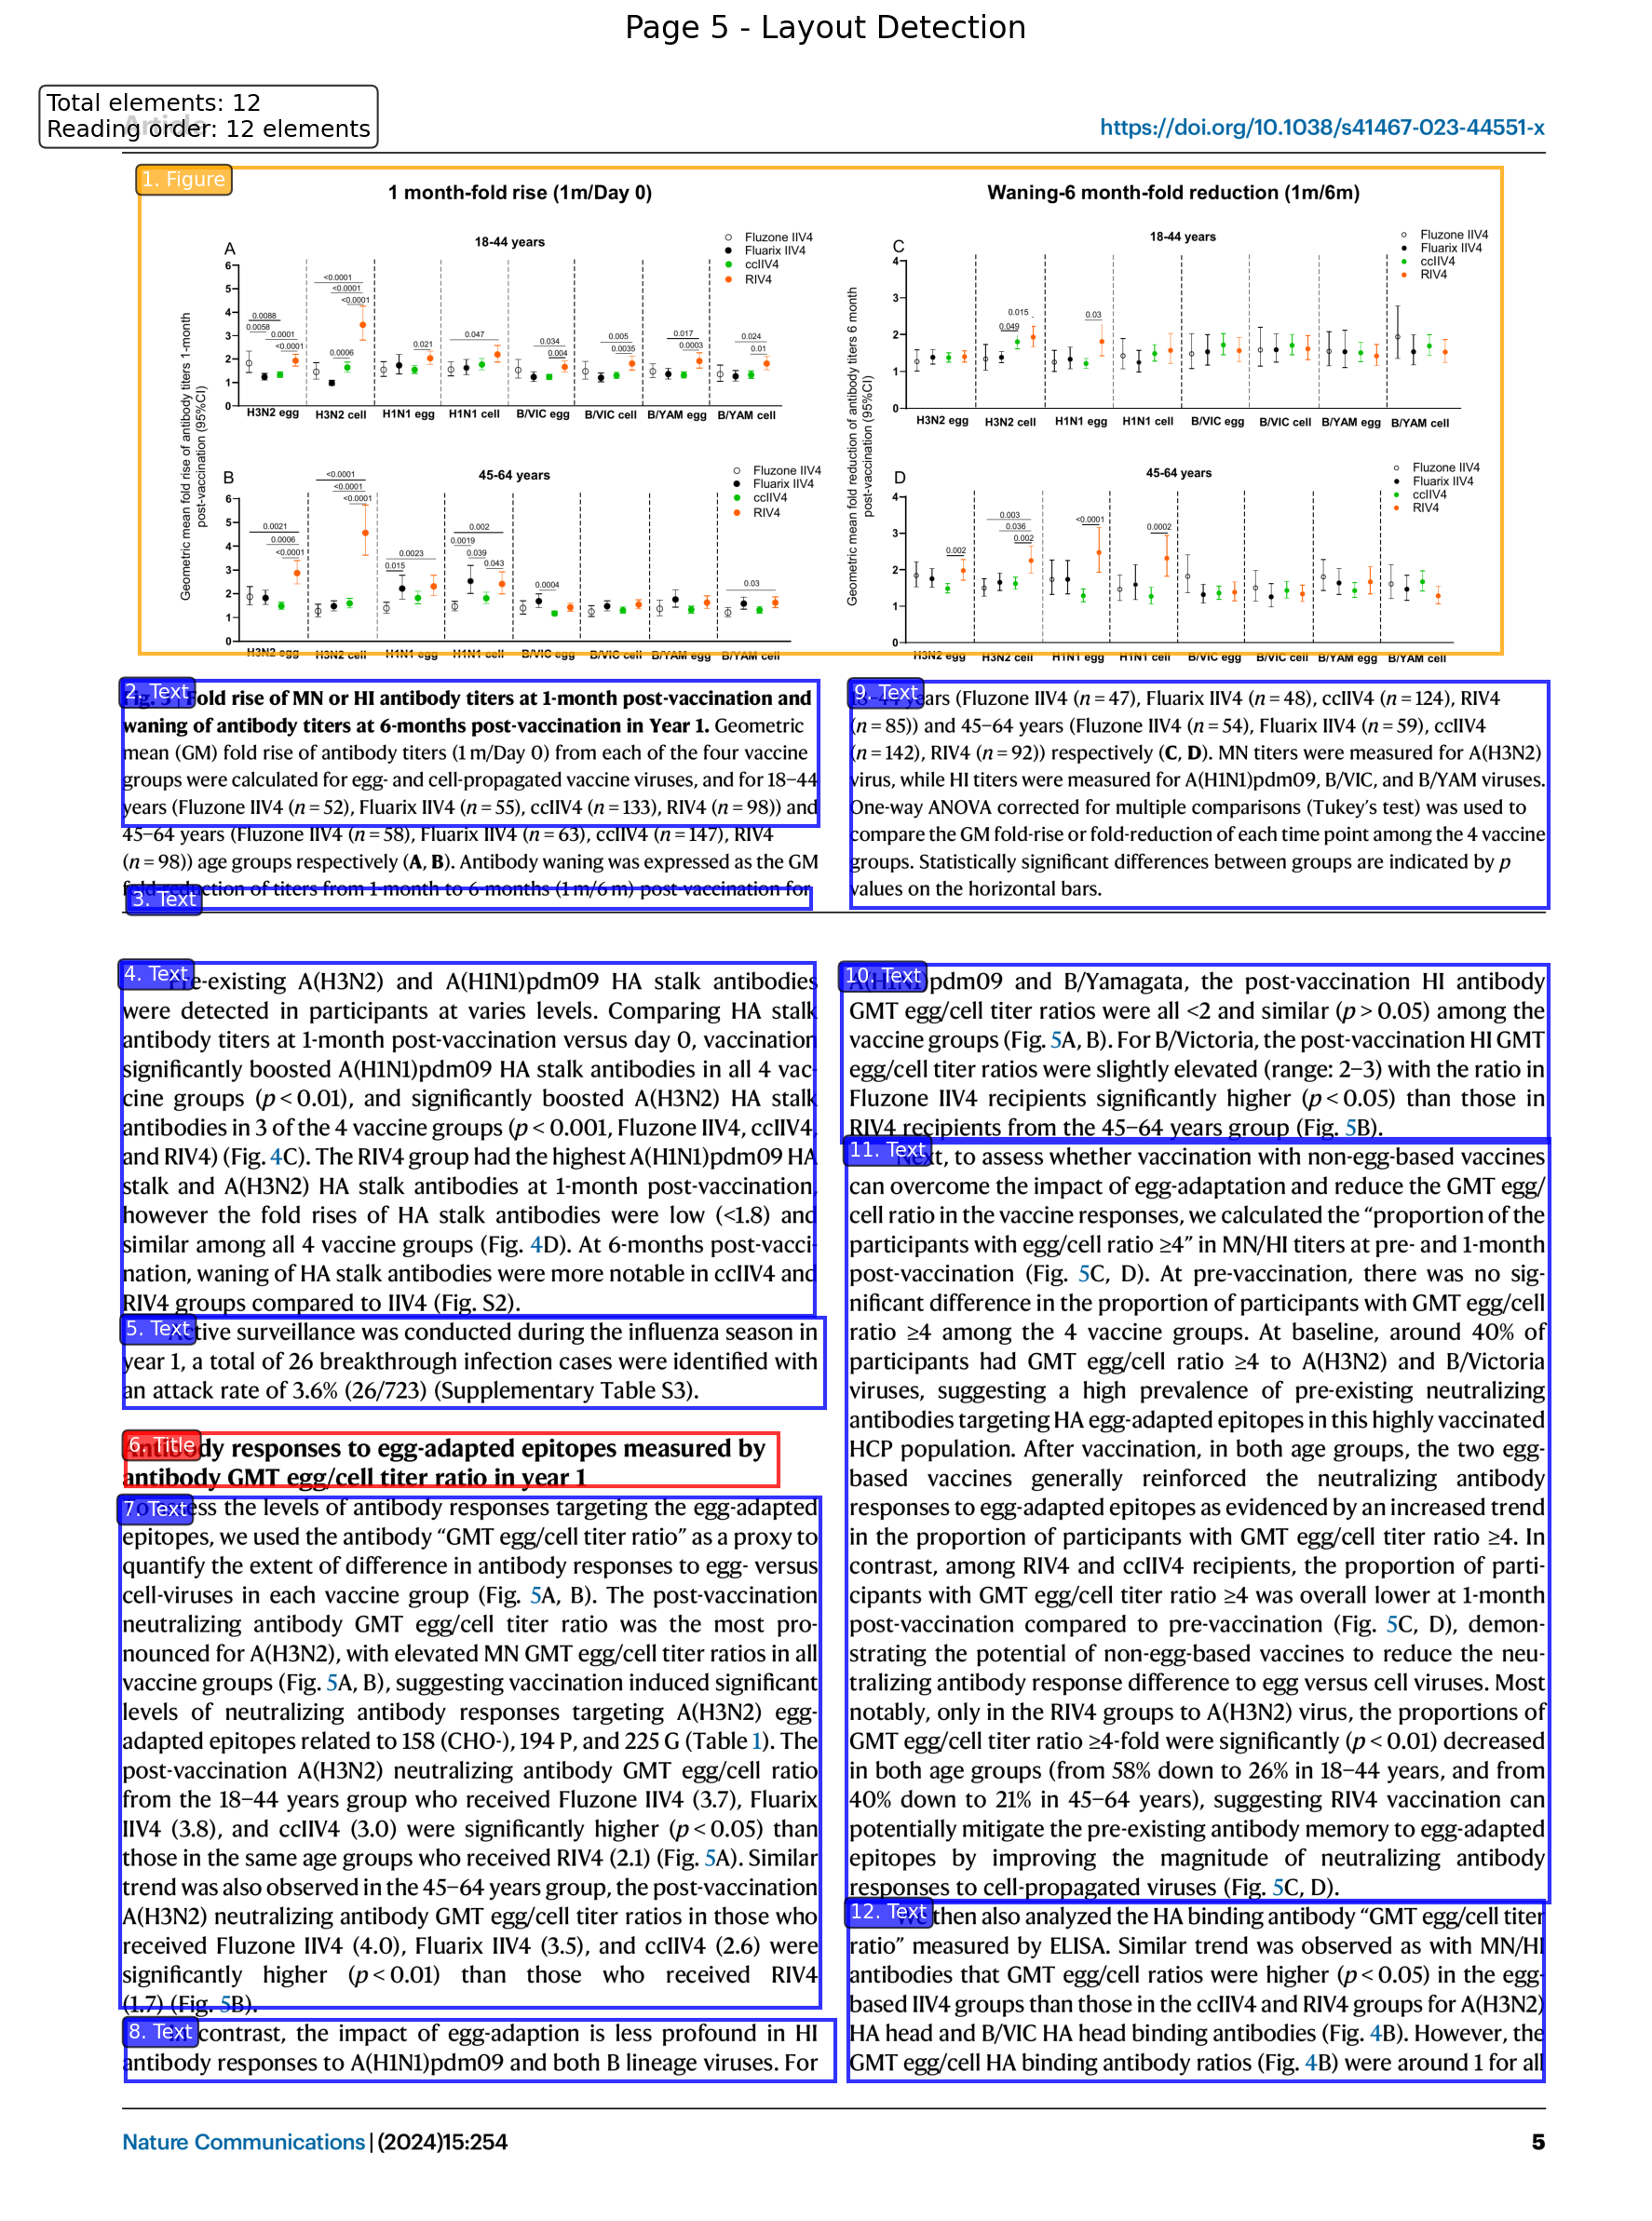 Page 5 - Layout Detection
Total elements: 12
Reading order: 12 elements
Article
https://doi.org/10.1038/s41467-023-44551-x
1. Figure
1 month-fold rise (1m/Day 0)
Waning-6 month-fold reduction (1m/6m)
Geometric mean fold rise of antibody titers 1-month
post-vaccination (95%CI)
A
18-44 years
Fluzone IIV4
Fluarix IIV4
ccIIV4
RIV4
6
5
4
3
2
1
0
0.0088
0.0058
0.0001
<0.0001
<0.0001
<0.0001
<0.0001
0.0006
0.021
0.047
0.034
0.004
0.005
0.0035
0.017
0.0003
0.024
0.01
H3N2 egg H3N2 cell H1N1 egg H1N1 cell B/VIC egg B/VIC cell B/YAM egg B/YAM cell
B
45-64 years
Fluzone IIV4
Fluarix IIV4
ccIIV4
RIV4
6
5
4
3
2
1
0
0.0021
0.0006
<0.0001
<0.0001
<0.0001
<0.0001
0.0023
0.015
0.002
0.0019
0.039
0.043
0.0004
0.03
H3N2 egg H3N2 cell H1N1 egg H1N1 cell B/VIC egg B/VIC cell B/YAM egg B/YAM cell
Geometric mean fold reduction of antibody titers 6 month
post-vaccination (95%CI)
C
18-44 years
Fluzone IIV4
Fluarix IIV4
ccIIV4
RIV4
4
3
2
1
0
0.015
0.049
0.03
H3N2 egg H3N2 cell H1N1 egg H1N1 cell B/VIC egg B/VIC cell B/YAM egg B/YAM cell
D
45-64 years
Fluzone IIV4
Fluarix IIV4
ccIIV4
RIV4
4
3
2
1
0
0.002
0.003
0.036
0.002
<0.0001
0.0002
H3N2 egg H3N2 cell H1N1 egg H1N1 cell B/VIC egg B/VIC cell B/YAM egg B/YAM cell
2. Text
Fig. 3 | Fold rise of MN or HI antibody titers at 1-month post-vaccination and
waning of antibody titers at 6-months post-vaccination in Year 1. Geometric
mean (GM) fold rise of antibody titers (1 m/Day 0) from each of the four vaccine
groups were calculated for egg- and cell-propagated vaccine viruses, and for 18–44
years (Fluzone IIV4 (n = 52), Fluarix IIV4 (n = 55), ccIIV4 (n = 133), RIV4 (n = 98)) and
45–64 years (Fluzone IIV4 (n = 58), Fluarix IIV4 (n = 63), ccIIV4 (n = 147), RIV4
(n = 98)) age groups respectively (A, B). Antibody waning was expressed as the GM
fold reduction of titers from 1-month to 6-months (1 m/6 m) post-vaccination for
3. Text
9. Text
18–44 years (Fluzone IIV4 (n = 47), Fluarix IIV4 (n = 48), ccIIV4 (n = 124), RIV4
(n = 85)) and 45–64 years (Fluzone IIV4 (n = 54), Fluarix IIV4 (n = 59), ccIIV4
(n = 142), RIV4 (n = 92)) respectively (C, D). MN titers were measured for A(H3N2)
virus, while HI titers were measured for A(H1N1)pdm09, B/VIC, and B/YAM viruses.
One-way ANOVA corrected for multiple comparisons (Tukey's test) was used to
compare the GM fold-rise or fold-reduction of each time point among the 4 vaccine
groups. Statistically significant differences between groups are indicated by p
values on the horizontal bars.
4. Text
Pre-existing A(H3N2) and A(H1N1)pdm09 HA stalk antibodies
were detected in participants at varies levels. Comparing HA stalk
antibody titers at 1-month post-vaccination versus day 0, vaccination
significantly boosted A(H1N1)pdm09 HA stalk antibodies in all 4 vac-
cine groups (p < 0.01), and significantly boosted A(H3N2) HA stalk
antibodies in 3 of the 4 vaccine groups (p < 0.001, Fluzone IIV4, ccIIV4,
and RIV4) (Fig. 4C). The RIV4 group had the highest A(H1N1)pdm09 HA
stalk and A(H3N2) HA stalk antibodies at 1-month post-vaccination,
however the fold rises of HA stalk antibodies were low (<1.8) and
similar among all 4 vaccine groups (Fig. 4D). At 6-months post-vacci-
nation, waning of HA stalk antibodies were more notable in ccIIV4 and
RIV4 groups compared to IIV4 (Fig. S2).
5. Text
Active surveillance was conducted during the influenza season in
year 1, a total of 26 breakthrough infection cases were identified with
an attack rate of 3.6% (26/723) (Supplementary Table S3).
6. Title
Antibody responses to egg-adapted epitopes measured by
antibody GMT egg/cell titer ratio in year 1
7. Text
To assess the levels of antibody responses targeting the egg-adapted
epitopes, we used the antibody “GMT egg/cell titer ratio” as a proxy to
quantify the extent of difference in antibody responses to egg- versus
cell-viruses in each vaccine group (Fig. 5A, B). The post-vaccination
neutralizing antibody GMT egg/cell titer ratio was the most pro-
nounced for A(H3N2), with elevated MN GMT egg/cell titer ratios in all
vaccine groups (Fig. 5A, B), suggesting vaccination induced significant
levels of neutralizing antibody responses targeting A(H3N2) egg-
adapted epitopes related to 158 (CHO-), 194 P, and 225 G (Table 1). The
post-vaccination A(H3N2) neutralizing antibody GMT egg/cell ratio
from the 18–44 years group who received Fluzone IIV4 (3.7), Fluarix
IIV4 (3.8), and ccIIV4 (3.0) were significantly higher (p < 0.05) than
those in the same age groups who received RIV4 (2.1) (Fig. 5A). Similar
trend was also observed in the 45–64 years group, the post-vaccination
A(H3N2) neutralizing antibody GMT egg/cell titer ratios in those who
received Fluzone IIV4 (4.0), Fluarix IIV4 (3.5), and ccIIV4 (2.6) were
significantly higher (p < 0.01) than those who received RIV4
(1.7) (Fig. 5B).
8. Text
In contrast, the impact of egg-adaption is less profound in HI
antibody responses to A(H1N1)pdm09 and both B lineage viruses. For
10. Text
A(H1N1)pdm09 and B/Yamagata, the post-vaccination HI antibody
GMT egg/cell titer ratios were all <2 and similar (p > 0.05) among the
vaccine groups (Fig. 5A, B). For B/Victoria, the post-vaccination HI GMT
egg/cell titer ratios were slightly elevated (range: 2–3) with the ratio in
Fluzone IIV4 recipients significantly higher (p < 0.05) than those in
RIV4 recipients from the 45–64 years group (Fig. 5B).
11. Text
Next, to assess whether vaccination with non-egg-based vaccines
can overcome the impact of egg-adaptation and reduce the GMT egg/
cell ratio in the vaccine responses, we calculated the “proportion of the
participants with egg/cell ratio ≥4” in MN/HI titers at pre- and 1-month
post-vaccination (Fig. 5C, D). At pre-vaccination, there was no sig-
nificant difference in the proportion of participants with GMT egg/cell
ratio ≥4 among the 4 vaccine groups. At baseline, around 40% of
participants had GMT egg/cell ratio ≥4 to A(H3N2) and B/Victoria
viruses, suggesting a high prevalence of pre-existing neutralizing
antibodies targeting HA egg-adapted epitopes in this highly vaccinated
HCP population. After vaccination, in both age groups, the two egg-
based vaccines generally reinforced the neutralizing antibody
responses to egg-adapted epitopes as evidenced by an increased trend
in the proportion of participants with GMT egg/cell titer ratio ≥4. In
contrast, among RIV4 and ccIIV4 recipients, the proportion of parti-
cipants with GMT egg/cell titer ratio ≥4 was overall lower at 1-month
post-vaccination compared to pre-vaccination (Fig. 5C, D), demon-
strating the potential of non-egg-based vaccines to reduce the neu-
tralizing antibody response difference to egg versus cell viruses. Most
notably, only in the RIV4 groups to A(H3N2) virus, the proportions of
GMT egg/cell titer ratio ≥4-fold were significantly (p < 0.01) decreased
in both age groups (from 58% down to 26% in 18–44 years, and from
40% down to 21% in 45–64 years), suggesting RIV4 vaccination can
potentially mitigate the pre-existing antibody memory to egg-adapted
epitopes by improving the magnitude of neutralizing antibody
responses to cell-propagated viruses (Fig. 5C, D).
12. Text
We then also analyzed the HA binding antibody “GMT egg/cell titer
ratio” measured by ELISA. Similar trend was observed as with MN/HI
antibodies that GMT egg/cell ratios were higher (p < 0.05) in the egg-
based IIV4 groups than those in the ccIIV4 and RIV4 groups for A(H3N2)
HA head and B/VIC HA head binding antibodies (Fig. 4B). However, the
GMT egg/cell HA binding antibody ratios (Fig. 4B) were around 1 for all
Nature Communications | (2024)15:254
5